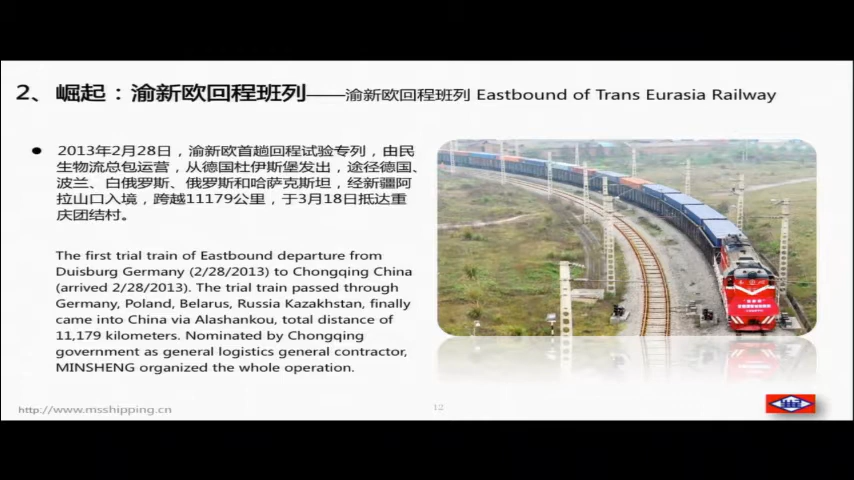 2、崛起：渝新欧回程班列——渝新欧回程班列 Eastbound of Trans Eurasia Railway
2013年2月28日，渝新欧首趟回程试验专列，由民
生物流总包运营，从德国杜伊斯堡发出，途径德国、
波兰、白俄罗斯、俄罗斯和哈萨克斯坦，经新疆阿
拉山口入境，跨越11179公里，于3月18日抵达重
庆团结村。
The first trial train of Eastbound departure from
Duisburg Germany (2/28/2013) to Chongqing China
(arrived 2/28/2013). The trial train passed through
Germany, Poland, Belarus, Russia Kazakhstan, finally
came into China via Alashankou, total distance of
11,179 kilometers. Nominated by Chongqing
government as general logistics general contractor,
MINSHENG organized the whole operation.
http://www.msshipping.cn
12